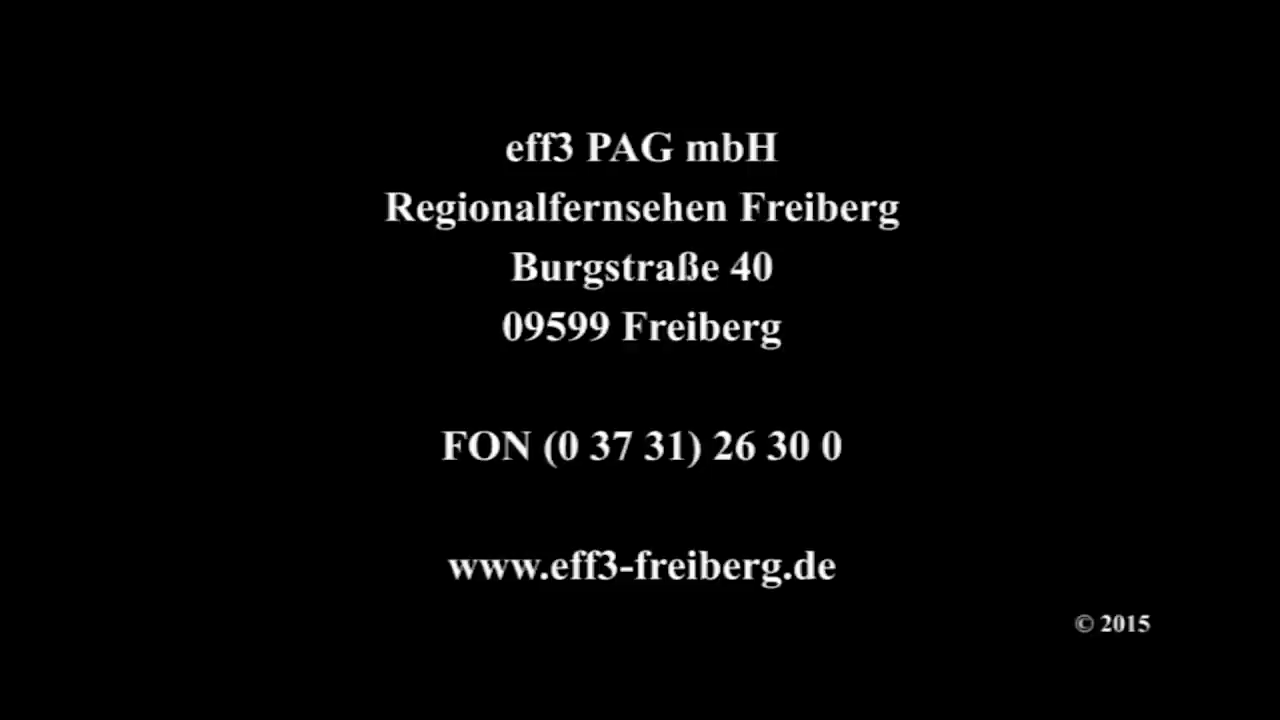 eff3 PAG mbH
Regionalfernsehen Freiberg
Burgstraße 40
09599 Freiberg
FON (0 37 31) 26 30 0
www.eff3-freiberg.de
© 2015